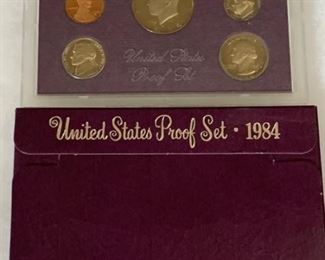 United States
Proof Set
United States Proof Set · 1984